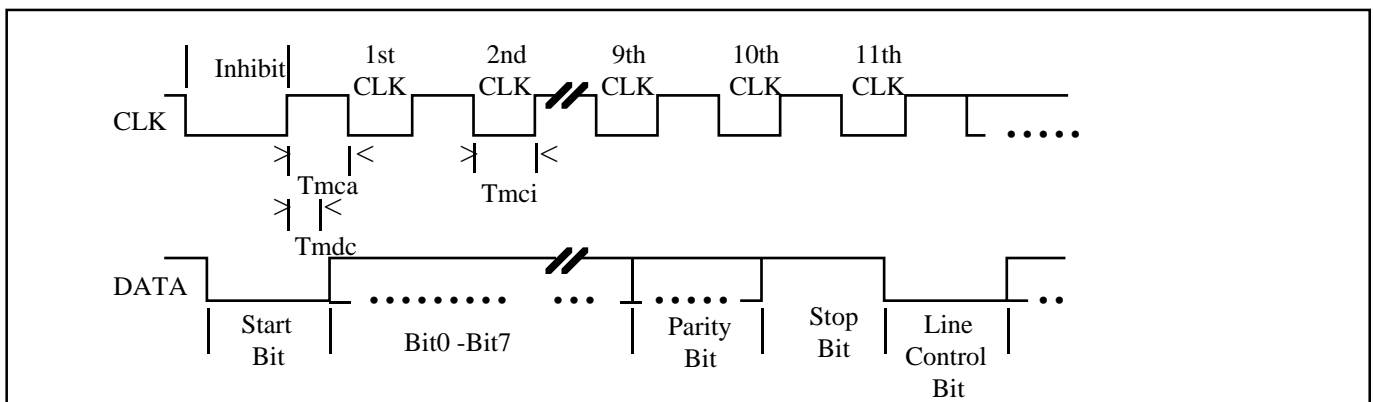 Inhibit
1st CLK
2nd CLK
9th CLK
10th CLK
11th CLK
CLK
> <
Tmca
> <
Tmci
> <
Tmdc
DATA
Start Bit
Bit0 -Bit7
Parity Bit
Stop Bit
Line Control Bit